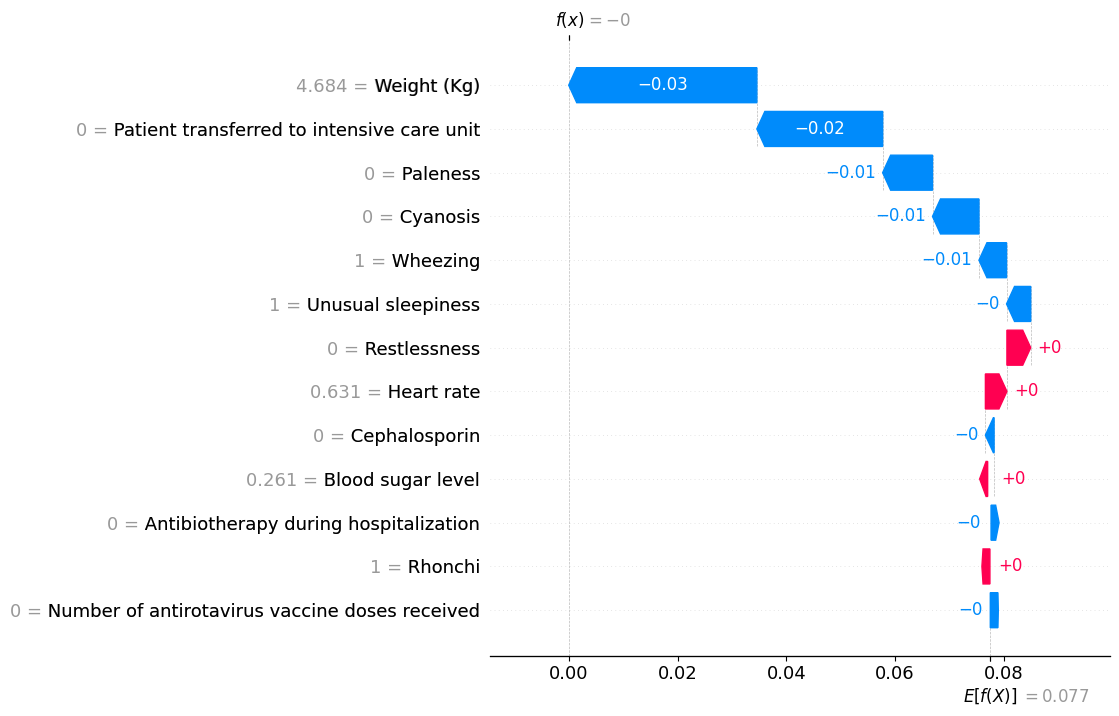 f(x) = −0
4.684 = Weight (Kg) −0.03
0 = Patient transferred to intensive care unit −0.02
0 = Paleness −0.01
0 = Cyanosis −0.01
1 = Wheezing −0.01
1 = Unusual sleepiness −0
0 = Restlessness +0
0.631 = Heart rate +0
0 = Cephalosporin −0
0.261 = Blood sugar level +0
0 = Antibiotherapy during hospitalization −0
1 = Rhonchi +0
0 = Number of antirotavirus vaccine doses received −0
0.00 0.02 0.04 0.06 0.08
E[f(X)] = 0.077